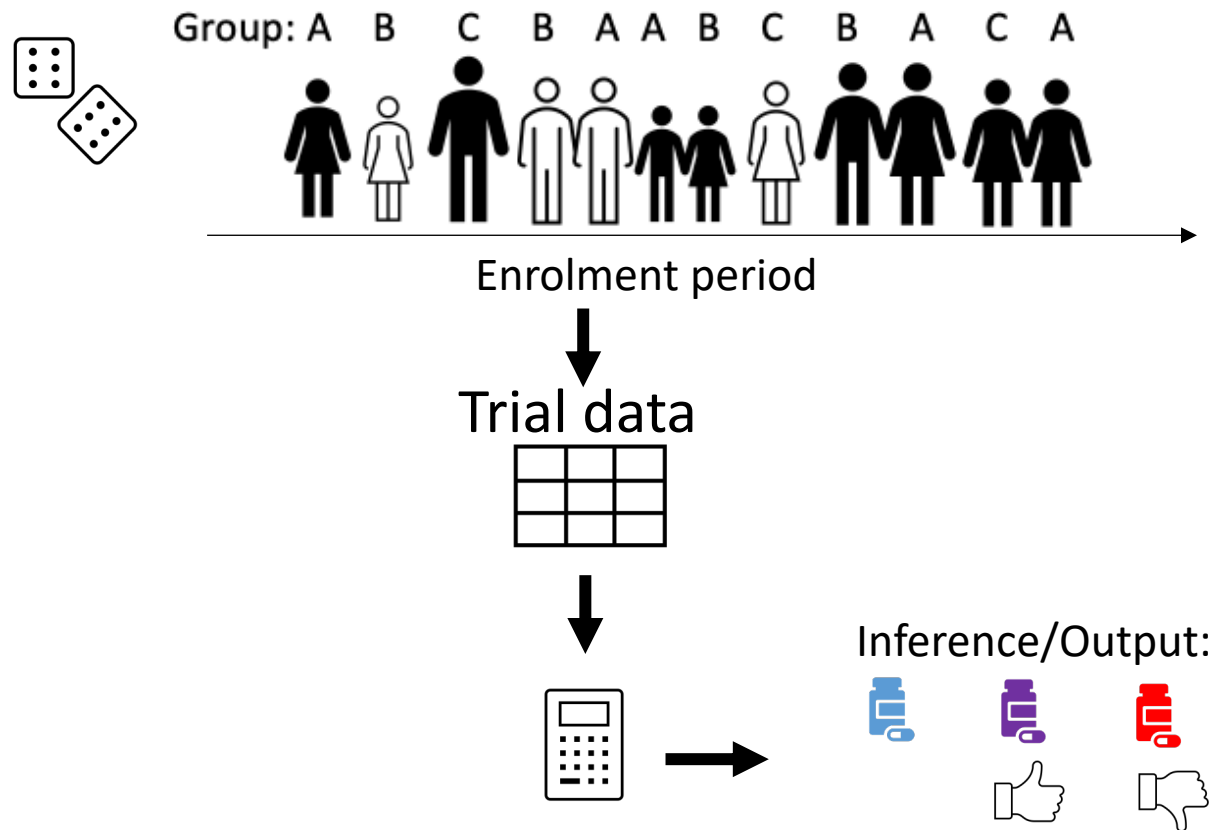 Group: A B C B A A B C B A C A
Enrolment period
Trial data
Inference/Output: